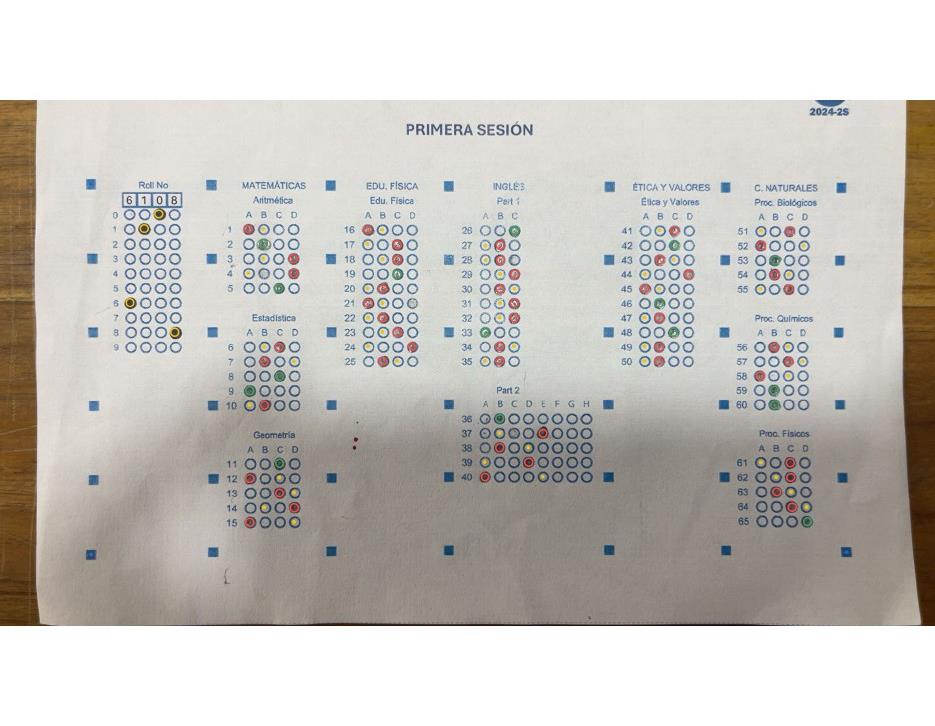 2024-2S
PRIMERA SESIÓN
Roll No
6 1 0 8
0
1
2
3
4
5
6
7
8
9
MATEMÁTICAS
Aritmética
A B C D
1
2
3
4
5
Estadística
A B C D
6
7
8
9
10
Geometría
A B C D
11
12
13
14
15
EDU. FÍSICA
Edu. Física
A B C D
16
17
18
19
20
21
22
23
24
25
INGLÉS
Part 1
A B C
26
27
28
29
30
31
32
33
34
35
Part 2
A B C D E F G H
36
37
38
39
40
ÉTICA Y VALORES
Ética y Valores
A B C D
41
42
43
44
45
46
47
48
49
50
C. NATURALES
Proc. Biológicos
A B C D
51
52
53
54
55
Proc. Químicos
A B C D
56
57
58
59
60
Proc. Físicos
A B C D
61
62
63
64
65